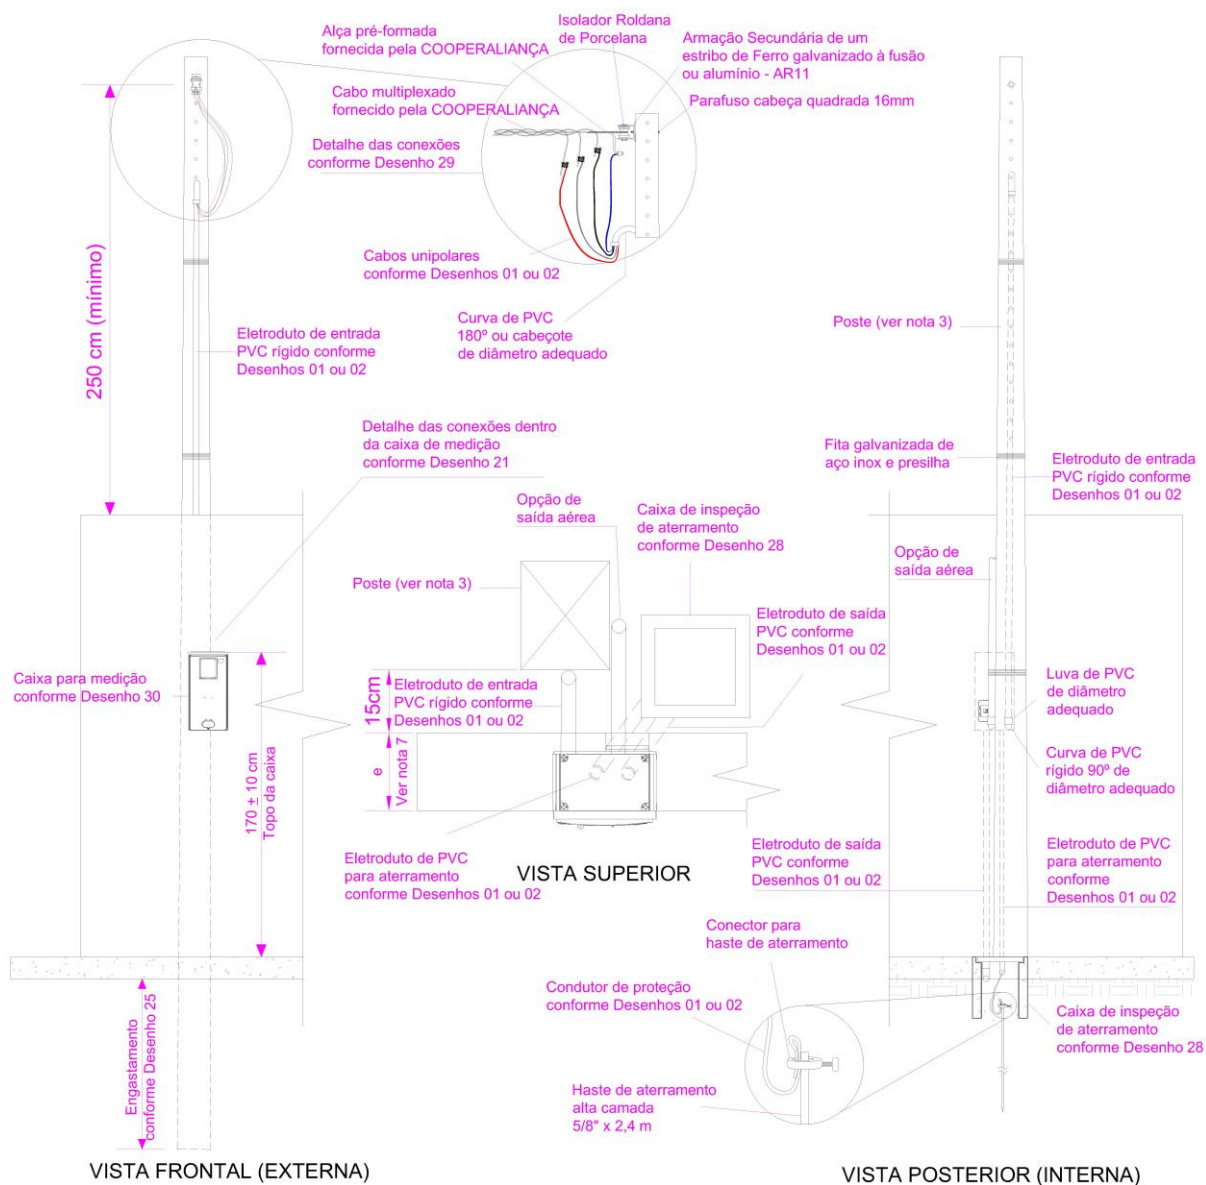 Alça pré-formada
fornecida pela COOPERALIANÇA
Isolador Roldana
de Porcelana
Armação Secundária de um
estribo de Ferro galvanizado à fusão
ou alumínio - AR11
Cabo multiplexado
fornecido pela COOPERALIANÇA
Parafuso cabeça quadrada 16mm
Detalhe das conexões
conforme Desenho 29
Cabos unipolares
conforme Desenhos 01 ou 02
Curva de PVC
180º ou cabeçote
de diâmetro adequado
250 cm (mínimo)
Eletroduto de entrada
PVC rígido conforme
Desenhos 01 ou 02
Poste (ver nota 3)
Detalhe das conexões dentro
da caixa de medição
conforme Desenho 21
Fita galvanizada de
aço inox e presilha
Eletroduto de entrada
PVC rígido conforme
Desenhos 01 ou 02
Opção de
saída aérea
Caixa de inspeção
de aterramento
conforme Desenho 28
Opção de
saída aérea
Poste (ver nota 3)
Eletroduto de saída
PVC conforme
Desenhos 01 ou 02
Caixa para medição
conforme Desenho 30
15cm
Eletroduto de entrada
PVC rígido conforme
Desenhos 01 ou 02
Luva de PVC
de diâmetro
adequado
e
Ver nota 7
170 ± 10 cm
Topo da caixa
Curva de PVC
rígido 90º de
diâmetro adequado
Eletroduto de PVC
para aterramento
conforme Desenhos 01 ou 02
VISTA SUPERIOR
Eletroduto de saída
PVC conforme
Desenhos 01 ou 02
Eletroduto de PVC
para aterramento
conforme
Desenhos 01 ou 02
Conector para
haste de aterramento
Condutor de proteção
conforme Desenhos 01 ou 02
Engastamento
conforme Desenho 25
Caixa de inspeção
de aterramento
conforme Desenho 28
Haste de aterramento
alta camada
5/8" x 2,4 m
VISTA FRONTAL (EXTERNA)
VISTA POSTERIOR (INTERNA)